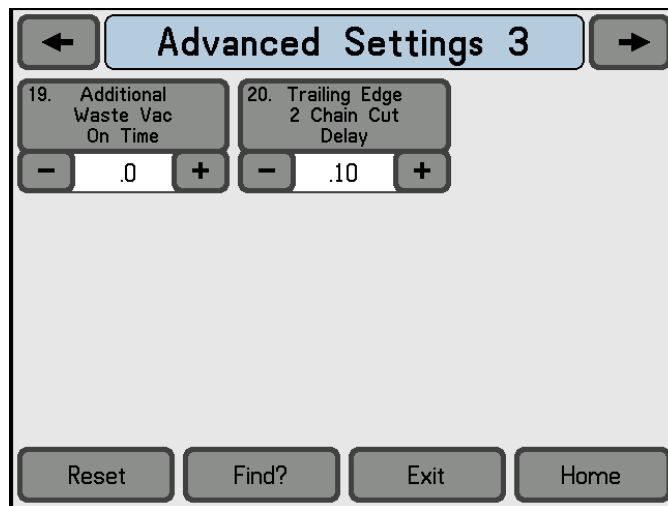 Advanced Settings 3
19. Additional
Waste Vac
On Time
- .0 +
20. Trailing Edge
2 Chain Cut
Delay
- .10 +
Reset Find? Exit Home